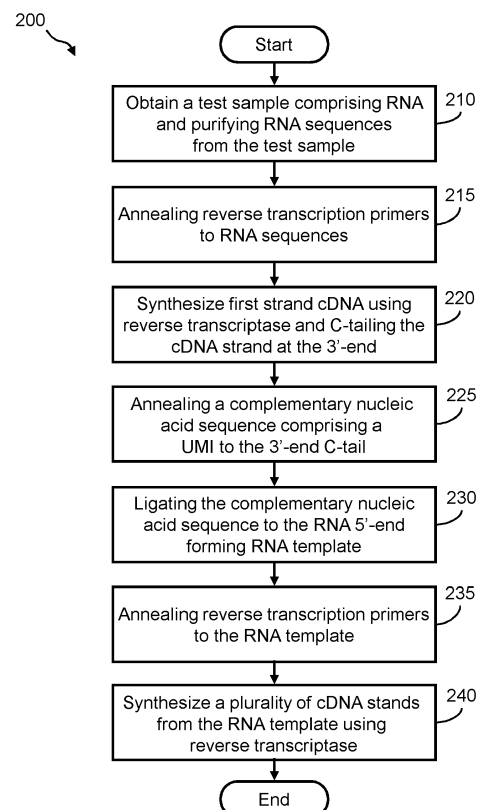 200
Start
Obtain a test sample comprising RNA
and purifying RNA sequences
from the test sample
210
Annealing reverse transcription primers
to RNA sequences
215
Synthesize first strand cDNA using
reverse transcriptase and C-tailing the
cDNA strand at the 3'-end
220
Annealing a complementary nucleic
acid sequence comprising a
UMI to the 3'-end C-tail
225
Ligating the complementary nucleic
acid sequence to the RNA 5'-end
forming RNA template
230
Annealing reverse transcription primers
to the RNA template
235
Synthesize a plurality of cDNA stands
from the RNA template using
reverse transcriptase
240
End